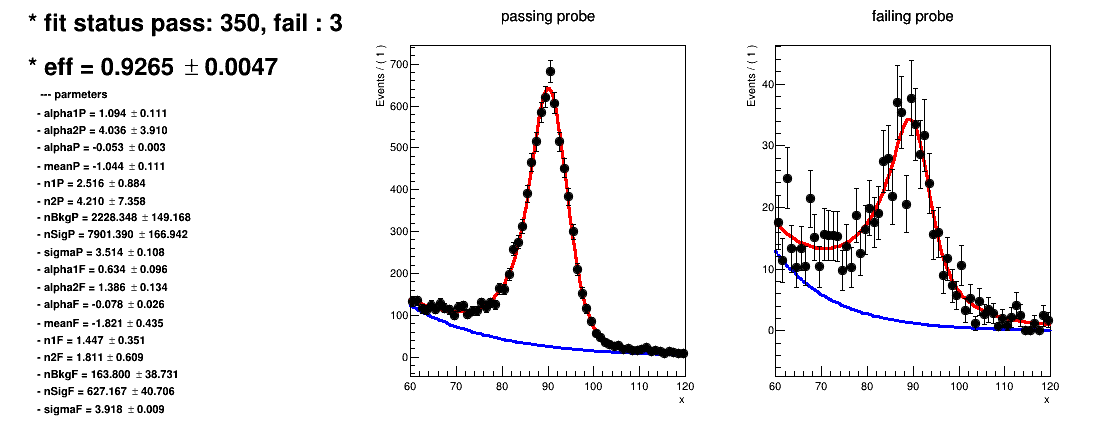 * fit status pass: 350, fail : 3
* eff = 0.9265 ± 0.0047
--- parmeters
- alpha1P = 1.094 ± 0.111
- alpha2P = 4.036 ± 3.910
- alphaP = -0.053 ± 0.003
- meanP = -1.044 ± 0.111
- n1P = 2.516 ± 0.884
- n2P = 4.210 ± 7.358
- nBkgP = 2228.348 ± 149.168
- nSigP = 7901.390 ± 166.942
- sigmaP = 3.514 ± 0.108
- alpha1F = 0.634 ± 0.096
- alpha2F = 1.386 ± 0.134
- alphaF = -0.078 ± 0.026
- meanF = -1.821 ± 0.435
- n1F = 1.447 ± 0.351
- n2F = 1.811 ± 0.609
- nBkgF = 163.800 ± 38.731
- nSigF = 627.167 ± 40.706
- sigmaF = 3.918 ± 0.009
passing probe
Events / ( 1 )
700
600
500
400
300
200
100
0
60 70 80 90 100 110 120
x
failing probe
Events / ( 1 )
40
30
20
10
0
60 70 80 90 100 110 120
x